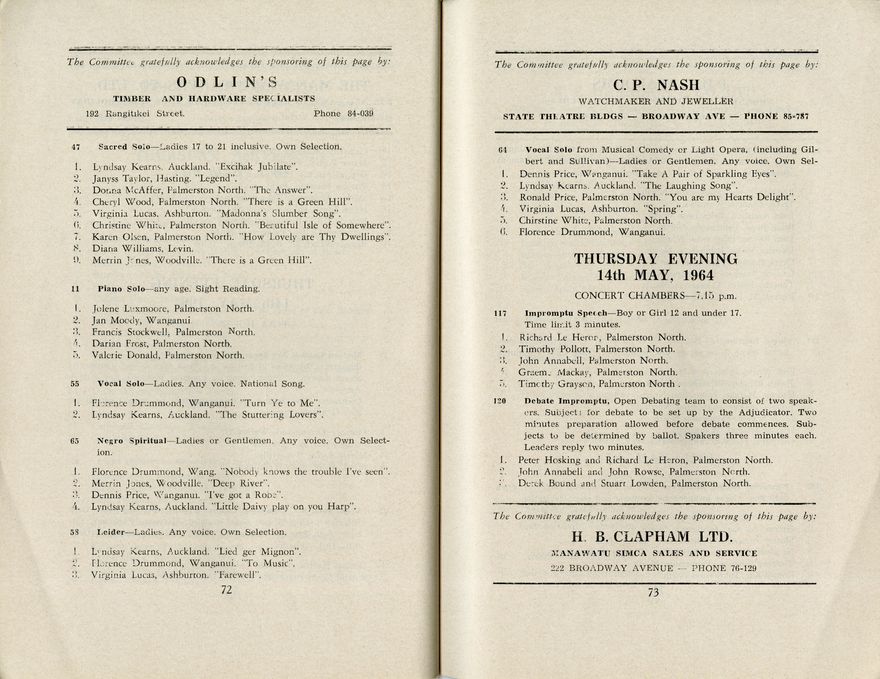 The Committee gratefully acknowledges the sponsoring of this page by:
ODLIN'S
TIMBER AND HARDWARE SPECIALISTS
192 Rangitikei Street. Phone 84-039
47 Sacred Solo—Ladies 17 to 21 inclusive. Own Selection.
1. Lyndsay Kearns. Auckland. "Excihak Jubilate".
2. Janyss Taylor, Hasting. "Legend".
3. Donna McAffer, Palmerston North. "The Answer".
4. Cheryl Wood, Palmerston North. "There is a Green Hill".
5. Virginia Lucas, Ashburton. "Madonna's Slumber Song".
6. Christine White, Palmerston North. "Beautiful Isle of Somewhere".
7. Karen Olsen, Palmerston North. "How Lovely are Thy Dwellings".
8. Diana Williams, Levin.
9. Merrin Jones, Woodville. "There is a Green Hill".
11 Piano Solo—any age. Sight Reading.
1. Jolene Luxmoore, Palmerston North.
2. Jan Moody, Wanganui
3. Francis Stockwell, Palmerston North.
4. Darian Frost, Palmerston North.
5. Valerie Donald, Palmerston North.
55 Vocal Solo—Ladies. Any voice. National Song.
1. Florence Drummond, Wanganui. "Turn Ye to Me".
2. Lyndsay Kearns, Auckland. "The Stuttering Lovers".
65 Negro Spiritual—Ladies or Gentlemen. Any voice. Own Select-
ion.
1. Florence Drummond, Wang. "Nobody knows the trouble I've seen".
2. Merrin Jones, Woodville. "Deep River".
3. Dennis Price, Wanganui. "I've got a Robe".
4. Lyndsay Kearns, Auckland. "Little Daivy play on you Harp".
58 Leider—Ladies. Any voice. Own Selection.
1. Lyndsay Kearns, Auckland. "Lied ger Mignon".
2. Florence Drummond, Wanganui. "To Music".
3. Virginia Lucas, Ashburton. "Farewell".
72
The Committee gratefully acknowledges the sponsoring of this page by:
C. P. NASH
WATCHMAKER AND JEWELLER
STATE THEATRE BLDGS — BROADWAY AVE — PHONE 85-787
64 Vocal Solo from Musical Comedy or Light Opera, (including Gil-
bert and Sullivan)—Ladies or Gentlemen. Any voice. Own Sel-
1. Dennis Price, Wanganui. "Take A Pair of Sparkling Eyes".
2. Lyndsay Kearns. Auckland. "The Laughing Song".
3. Ronald Price, Palmerston North. "You are my Hearts Delight".
4. Virginia Lucas, Ashburton. "Spring".
5. Chirstine White, Palmerston North.
6. Florence Drummond, Wanganui.
THURSDAY EVENING
14th MAY, 1964
CONCERT CHAMBERS—7.15 p.m.
117 Impromptu Speech—Boy or Girl 12 and under 17.
Time limit 3 minutes.
1. Richard Le Heron, Palmerston North.
2. Timothy Pollott, Palmerston North.
3. John Annabell, Palmerston North.
4. Graeme Mackay, Palmerston North.
5. Timothy Grayson, Palmerston North .
120 Debate Impromptu, Open Debating team to consist of two speak-
ers. Subject: for debate to be set up by the Adjudicator. Two
minutes preparation allowed before debate commences. Sub-
jects to be determined by ballot. Spakers three minutes each.
Leaders reply two minutes.
1. Peter Hosking and Richard Le Heron, Palmerston North.
2. John Annabell and John Rowse, Palmerston North.
3. Derek Bound and Stuart Lowden, Palmerston North.
The Committee gratefully acknowledges the sponsoring of this page by:
H. B. CLAPHAM LTD.
MANAWATU SIMCA SALES AND SERVICE
222 BROADWAY AVENUE — PHONE 76-129
73